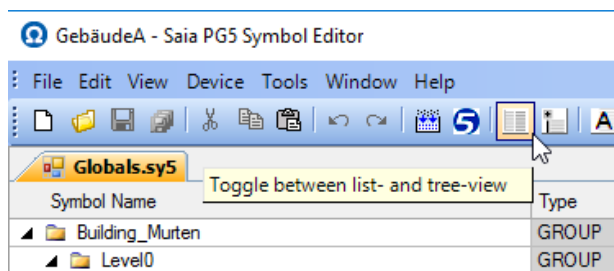 GebäudeA - Saia PG5 Symbol Editor
File Edit View Device Tools Window Help
A
Globals.sy5
Toggle between list- and tree-view
Symbol Name Type
Building_Murten GROUP
Level0 GROUP